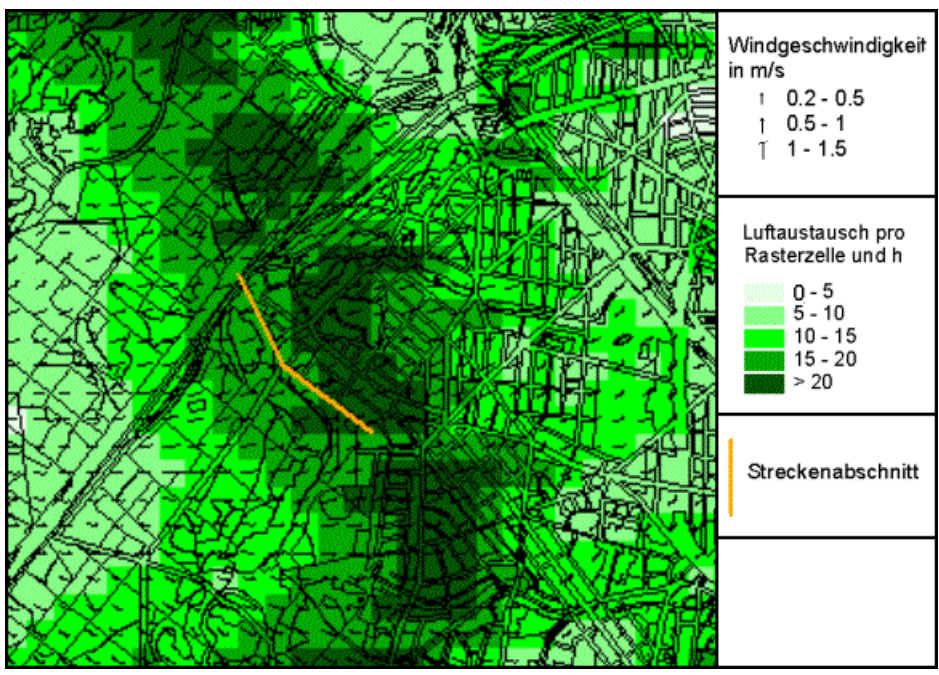 Windgeschwindigkeit
in m/s
0.2 - 0.5
0.5 - 1
1 - 1.5
Luftaustausch pro
Rasterzelle und h
0 - 5
5 - 10
10 - 15
15 - 20
> 20
Streckenabschnitt